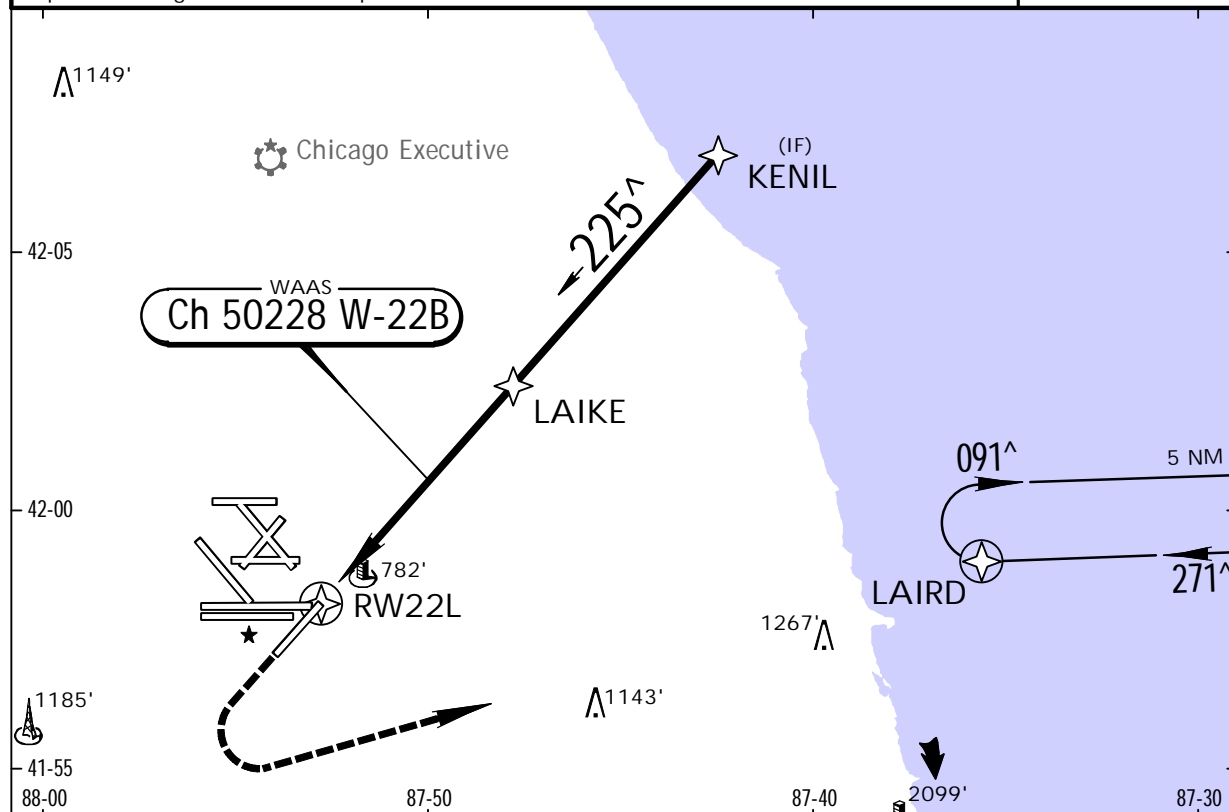 1149'
Chicago Executive
(IF)
KENIL
225^
42-05
WAAS
Ch 50228 W-22B
LAIKE
091^
5 NM
42-00
782'
271^
LAIRD
RW22L
1267'
1185'
1143'
41-55
2099'
88-00
87-50
87-40
87-30